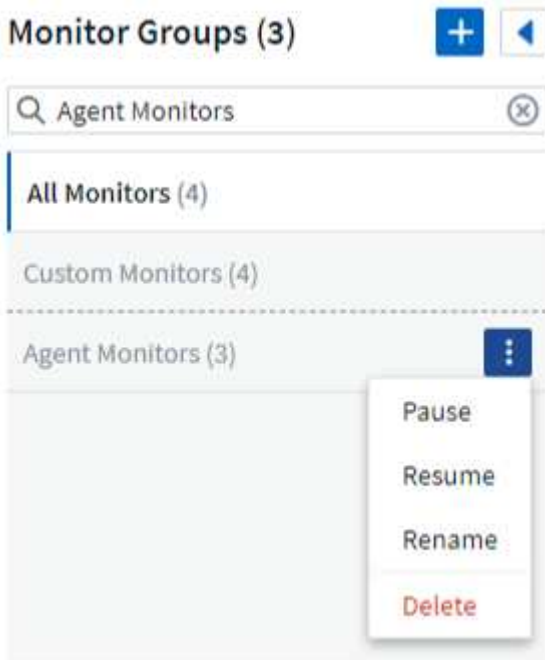 Monitor Groups (3)
Agent Monitors
All Monitors (4)
Custom Monitors (4)
Agent Monitors (3)
Pause
Resume
Rename
Delete